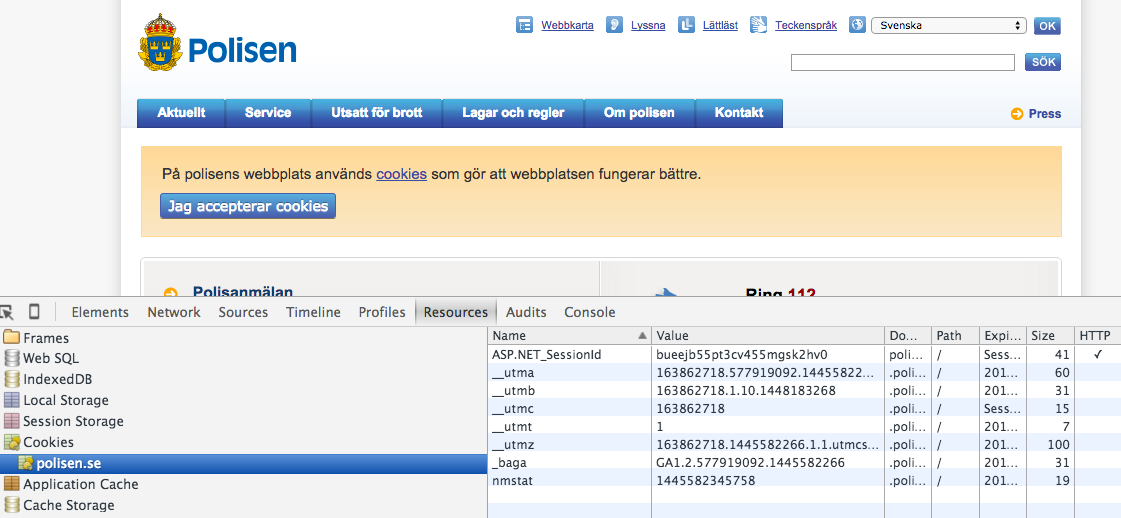 Webbkarta Lyssna Lättläst Teckenspråk Svenska OK
Polisen
SÖK
Aktuellt Service Utsatt för brott Lagar och regler Om polisen Kontakt Press
På polisens webbplats används cookies som gör att webbplatsen fungerar bättre.
Jag accepterar cookies
Polisanmälan Ring 112
Elements Network Sources Timeline Profiles Resources Audits Console
Frames
Web SQL
IndexedDB
Local Storage
Session Storage
Cookies
polisen.se
Application Cache
Cache Storage
Name Value Do... Path Expi... Size HTTP
ASP.NET_SessionId bueejb55pt3cv455mgsk2hv0 poli... / Sess... 41 ✓
__utma 163862718.577919092.14455822... .poli... / 201... 60
__utmb 163862718.1.10.1448183268 .poli... / 201... 31
__utmc 163862718 .poli... / Sess... 15
__utmt 1 .poli... / 201... 7
__utmz 163862718.1445582266.1.1.utmcs... .poli... / 201... 100
_baga GA1.2.577919092.1445582266 .poli... / 201... 31
nmstat 1445582345758 .poli... / 201... 19